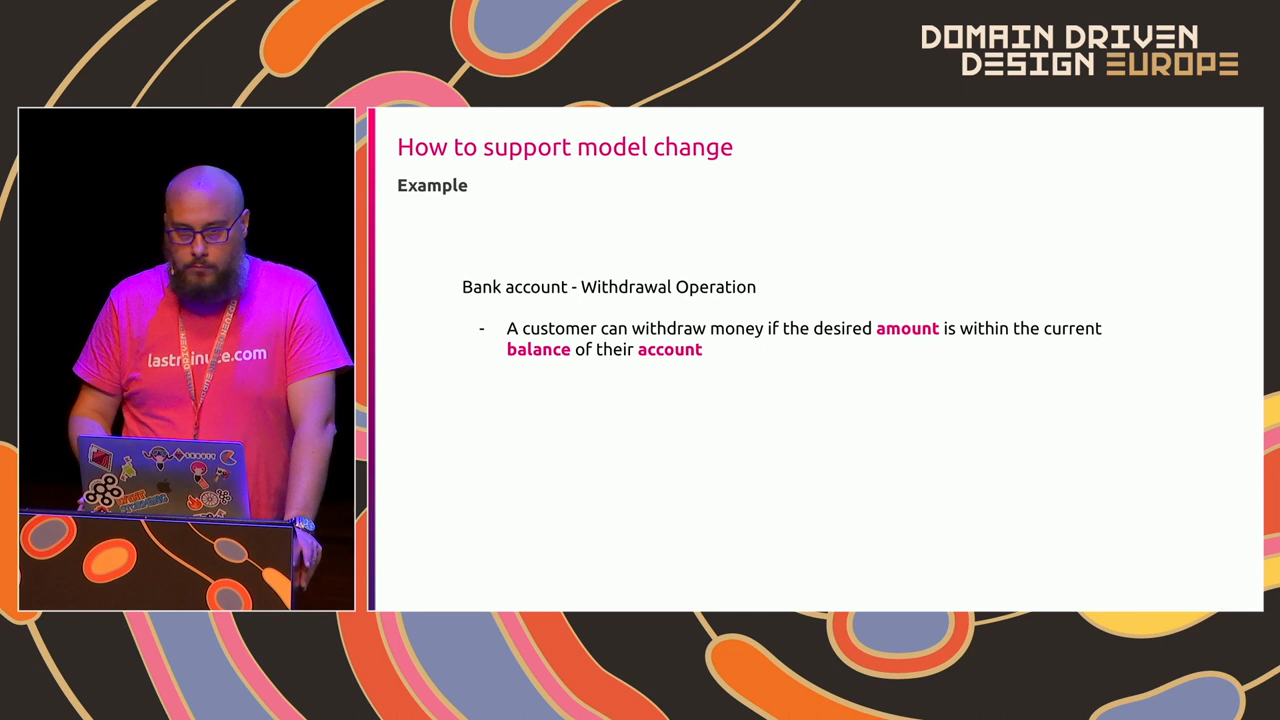 DOMAIN DRIVEN
DESIGN EUROPE
How to support model change
Example
Bank account - Withdrawal Operation
- A customer can withdraw money if the desired amount is within the current
balance of their account
lastminute.com